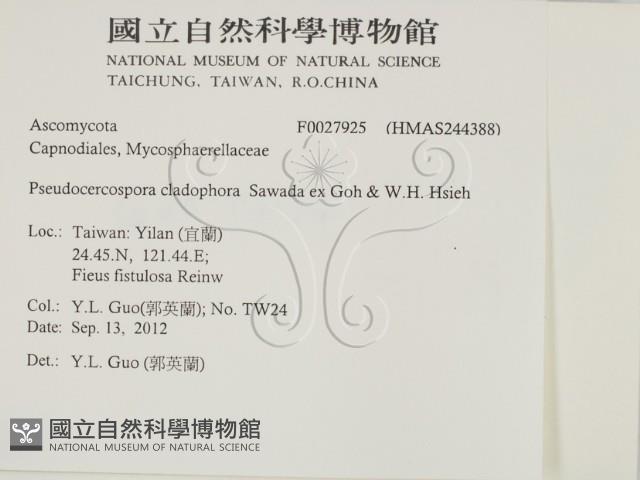 國立自然科學博物館
NATIONAL MUSEUM OF NATURAL SCIENCE
TAICHUNG, TAIWAN, R.O.CHINA
Ascomycota F0027925 (HMAS244388)
Capnodiales, Mycosphaerellaceae
Pseudocercospora cladophora Sawada ex Goh & W.H. Hsieh
Loc.: Taiwan: Yilan (宜蘭)
24.45.N, 121.44.E;
Fieus fistulosa Reinw
Col.: Y.L. Guo(郭英蘭); No. TW24
Date: Sep. 13, 2012
Det.: Y.L. Guo (郭英蘭)
國立自然科學博物館
NATIONAL MUSEUM OF NATURAL SCIENCE